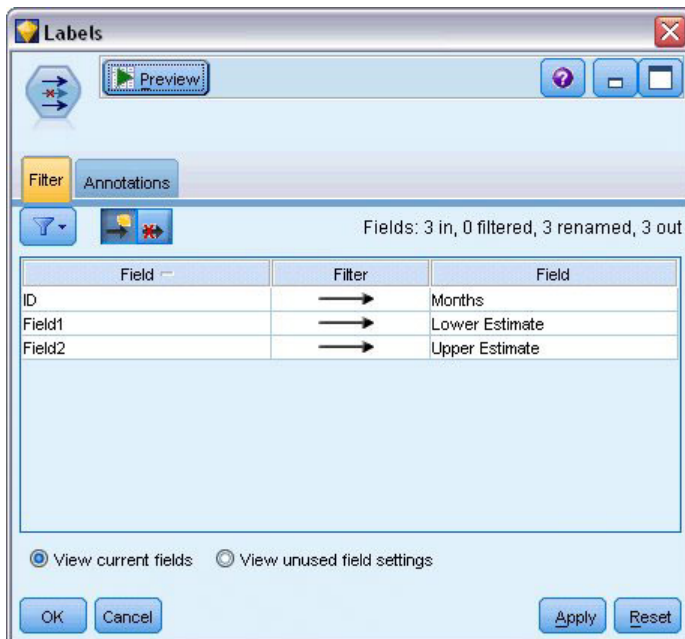 Labels
Preview
Filter Annotations
Fields: 3 in, 0 filtered, 3 renamed, 3 out
Field Filter Field
ID Months
Field1 Lower Estimate
Field2 Upper Estimate
View current fields View unused field settings
OK Cancel Apply Reset